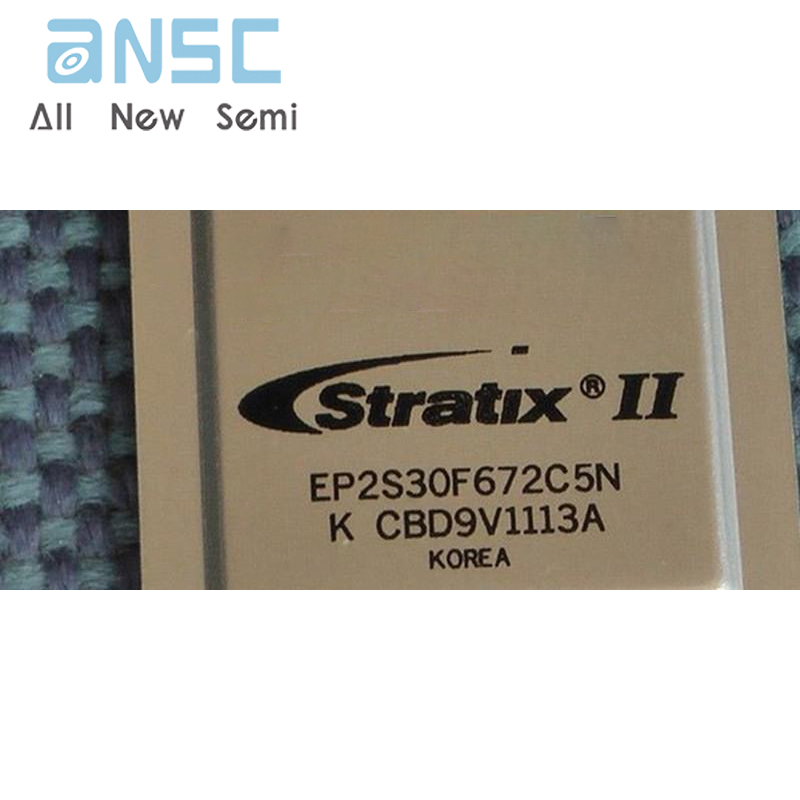 aNSC
All New Semi
Stratix® II
EP2S30F672C5N
K CBD9V1113A
KOREA